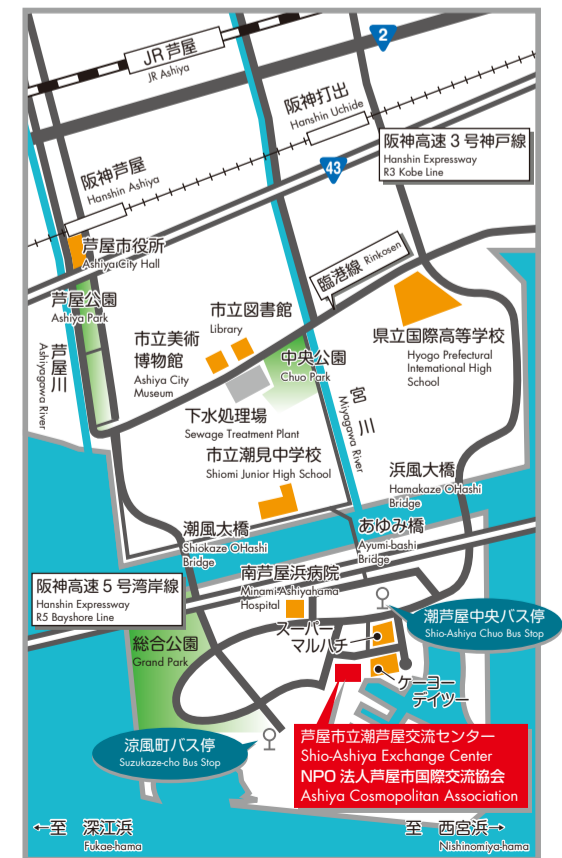 2
JR芦屋
JR Ashiya
阪神打出
Hanshin Uchide
阪神高速3号神戸線
Hanshin Expressway
R3 Kobe Line
43
阪神芦屋
Hanshin Ashiya
芦屋市役所
Ashiya City Hall
臨港線 Rinkosen
芦屋公園
Ashiya Park
市立図書館
Library
市立美術
博物館
Ashiya City
Museum
県立国際高等学校
Hyogo Prefectural
International High
School
中央公園
Chuo Park
芦屋川
Ashiyagawa River
宮川
Miyagawa River
下水処理場
Sewage Treatment Plant
市立潮見中学校
Shiomi Junior High School
浜風大橋
Hamakaze OHashi
Bridge
潮風大橋
Shiokaze OHashi
Bridge
あゆみ橋
Ayumi-bashi
Bridge
阪神高速5号湾岸線
Hanshin Expressway
R5 Bayshore Line
南芦屋浜病院
Minami-Ashiyahama
Hospital
潮芦屋中央バス停
Shio-Ashiya Chuo Bus Stop
スーパー
マルハチ
総合公園
Grand Park
ケーヨー
デイツー
涼風町バス停
Suzukaze-cho Bus Stop
芦屋市立潮芦屋交流センター
Shio-Ashiya Exchange Center
NPO法人芦屋市国際交流協会
Ashiya Cosmopolitan Association
←至 深江浜
Fukae-hama
至 西宮浜→
Nishinomiya-hama